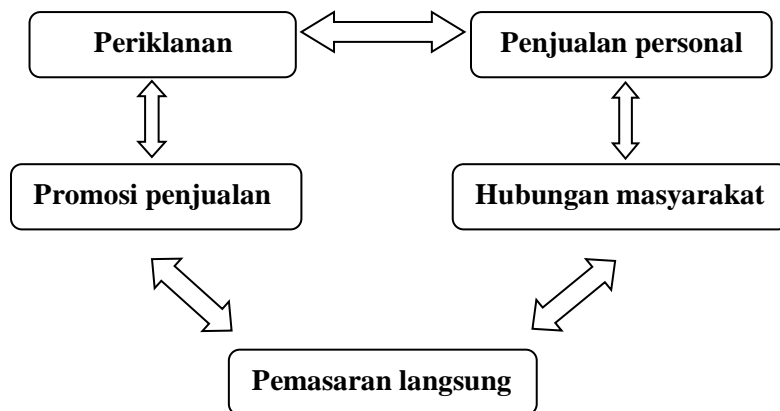 Periklanan
Penjualan personal
Promosi penjualan
Hubungan masyarakat
Pemasaran langsung